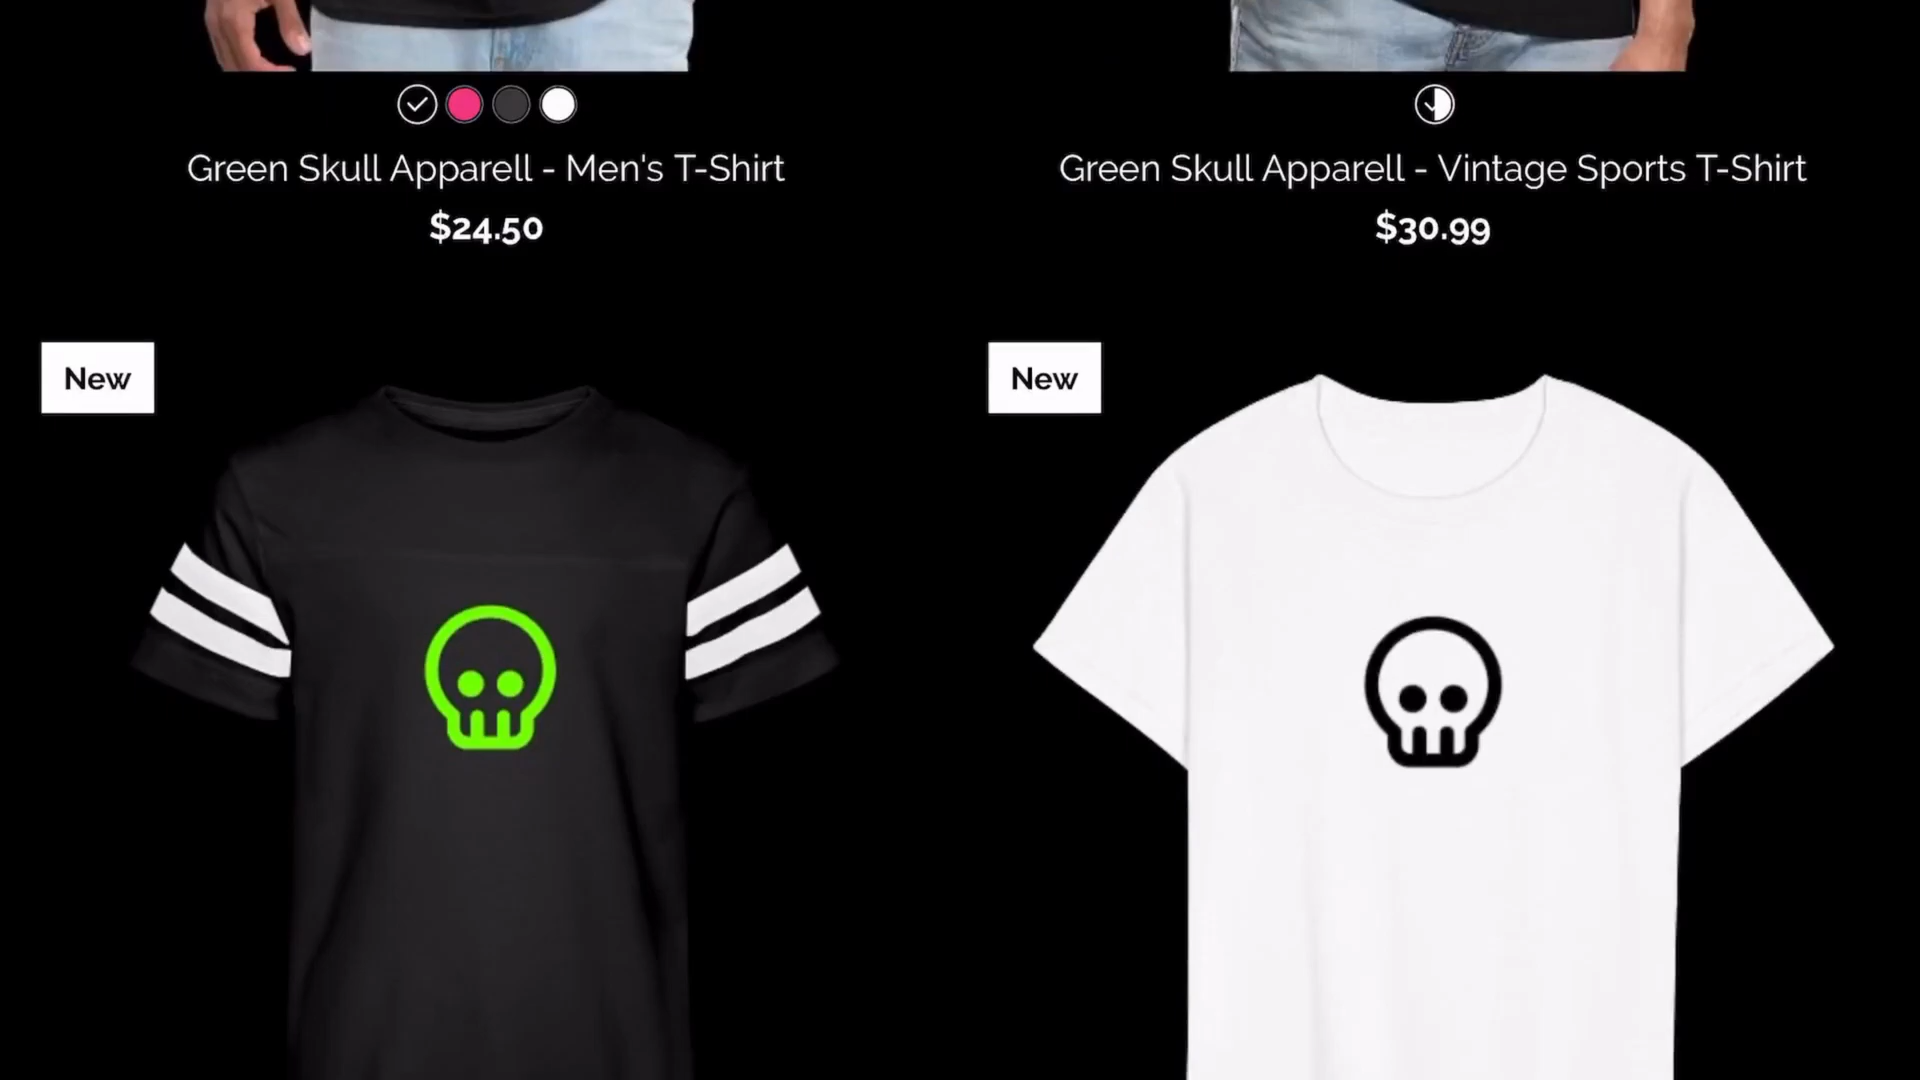 Green Skull Apparell - Men's T-Shirt
$24.50
Green Skull Apparell - Vintage Sports T-Shirt
$30.99
New
New